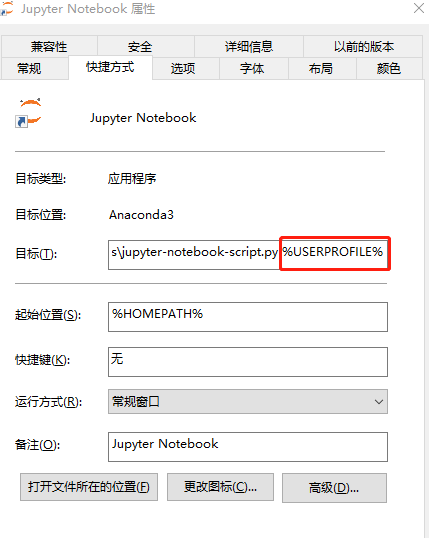 Jupyter Notebook 属性
兼容性 安全 详细信息 以前的版本
常规 快捷方式 选项 字体 布局 颜色
Jupyter Notebook
目标类型: 应用程序
目标位置: Anaconda3
目标(T): s\jupyter-notebook-script.py %USERPROFILE%
起始位置(S): %HOMEPATH%
快捷键(K): 无
运行方式(R): 常规窗口
备注(O): Jupyter Notebook
打开文件所在的位置(F) 更改图标(C)... 高级(D)...